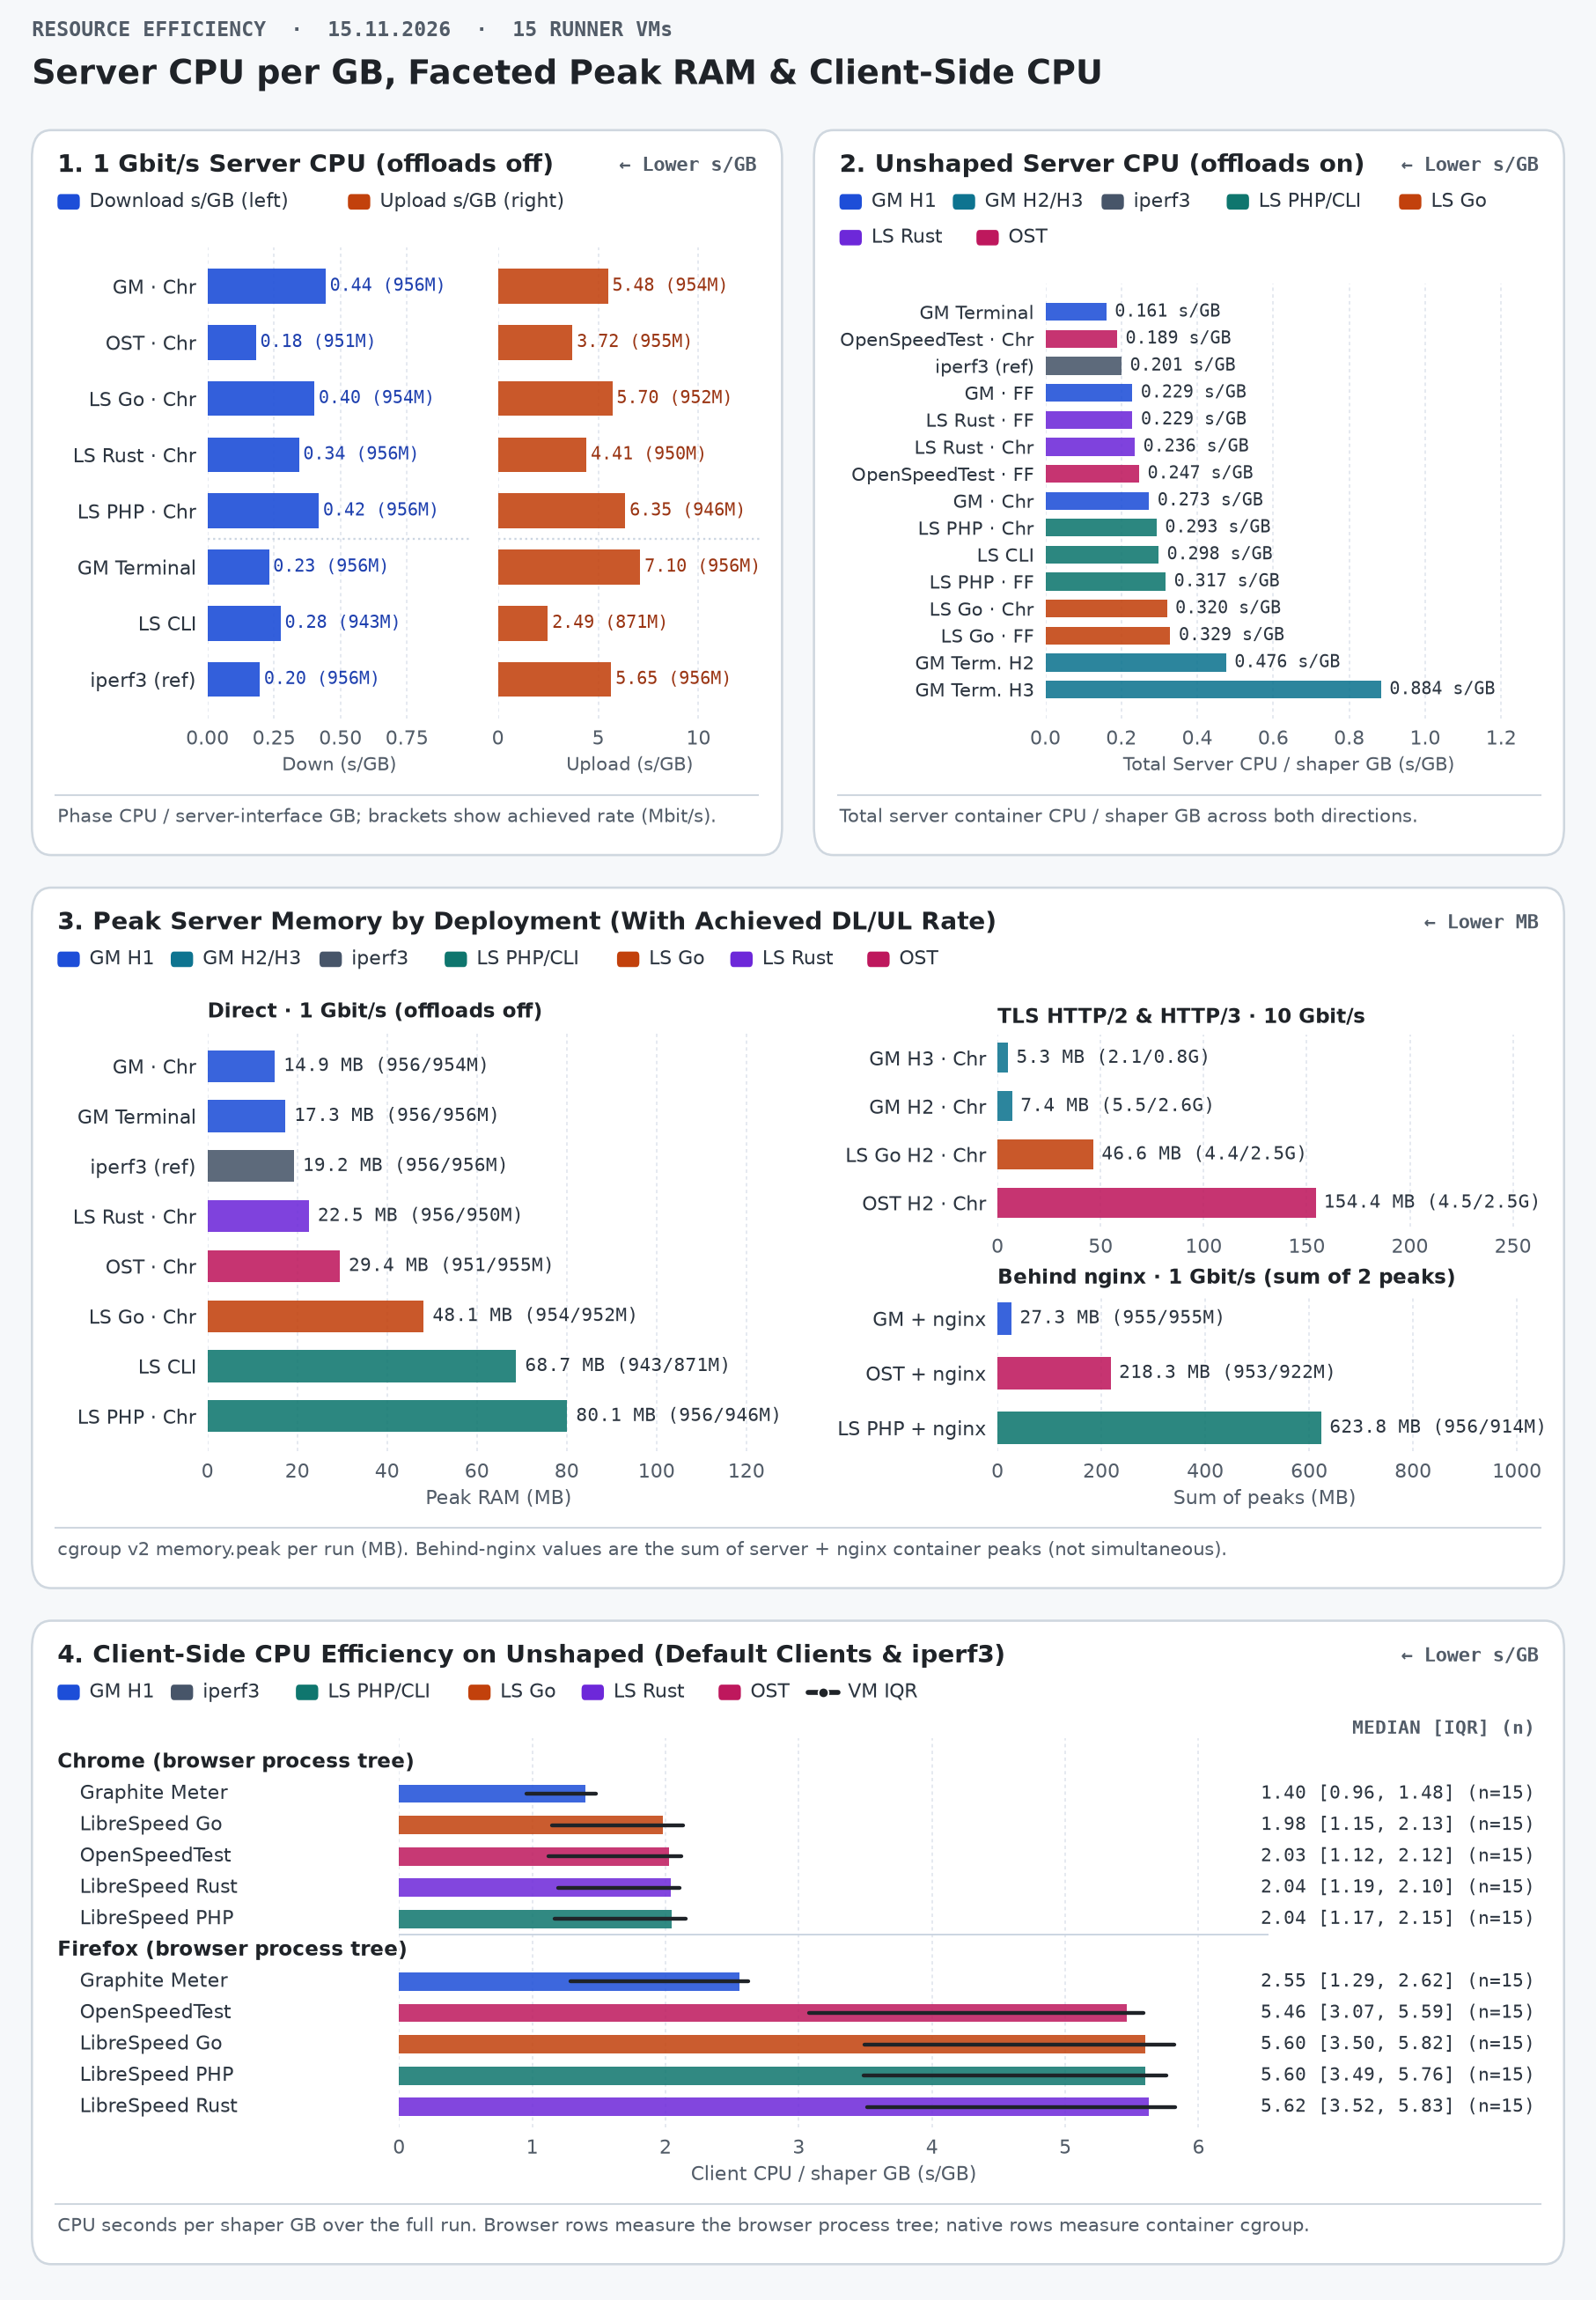 RESOURCE EFFICIENCY · 15.11.2026 · 15 RUNNER VMs
Server CPU per GB, Faceted Peak RAM & Client-Side CPU
1. 1 Gbit/s Server CPU (offloads off)
← Lower s/GB
Download s/GB (left)
Upload s/GB (right)
GM · Chr 0.44 (956M) 5.48 (954M)
OST · Chr 0.18 (951M) 3.72 (955M)
LS Go · Chr 0.40 (954M) 5.70 (952M)
LS Rust · Chr 0.34 (956M) 4.41 (950M)
LS PHP · Chr 0.42 (956M) 6.35 (946M)
GM Terminal 0.23 (956M) 7.10 (956M)
LS CLI 0.28 (943M) 2.49 (871M)
iperf3 (ref) 0.20 (956M) 5.65 (956M)
0.00 0.25 0.50 0.75 0 5 10
Down (s/GB) Upload (s/GB)
Phase CPU / server-interface GB; brackets show achieved rate (Mbit/s).
2. Unshaped Server CPU (offloads on)
← Lower s/GB
GM H1 GM H2/H3 iperf3 LS PHP/CLI LS Go
LS Rust OST
GM Terminal 0.161 s/GB
OpenSpeedTest · Chr 0.189 s/GB
iperf3 (ref) 0.201 s/GB
GM · FF 0.229 s/GB
LS Rust · FF 0.229 s/GB
LS Rust · Chr 0.236 s/GB
OpenSpeedTest · FF 0.247 s/GB
GM · Chr 0.273 s/GB
LS PHP · Chr 0.293 s/GB
LS CLI 0.298 s/GB
LS PHP · FF 0.317 s/GB
LS Go · Chr 0.320 s/GB
LS Go · FF 0.329 s/GB
GM Term. H2 0.476 s/GB
GM Term. H3 0.884 s/GB
0.0 0.2 0.4 0.6 0.8 1.0 1.2
Total Server CPU / shaper GB (s/GB)
Total server container CPU / shaper GB across both directions.
3. Peak Server Memory by Deployment (With Achieved DL/UL Rate)
← Lower MB
GM H1 GM H2/H3 iperf3 LS PHP/CLI LS Go LS Rust OST
Direct · 1 Gbit/s (offloads off)
GM · Chr 14.9 MB (956/954M)
GM Terminal 17.3 MB (956/956M)
iperf3 (ref) 19.2 MB (956/956M)
LS Rust · Chr 22.5 MB (956/950M)
OST · Chr 29.4 MB (951/955M)
LS Go · Chr 48.1 MB (954/952M)
LS CLI 68.7 MB (943/871M)
LS PHP · Chr 80.1 MB (956/946M)
0 20 40 60 80 100 120
Peak RAM (MB)
TLS HTTP/2 & HTTP/3 · 10 Gbit/s
GM H3 · Chr 5.3 MB (2.1/0.8G)
GM H2 · Chr 7.4 MB (5.5/2.6G)
LS Go H2 · Chr 46.6 MB (4.4/2.5G)
OST H2 · Chr 154.4 MB (4.5/2.5G)
0 50 100 150 200 250
Behind nginx · 1 Gbit/s (sum of 2 peaks)
GM + nginx 27.3 MB (955/955M)
OST + nginx 218.3 MB (953/922M)
LS PHP + nginx 623.8 MB (956/914M)
0 200 400 600 800 1000
Sum of peaks (MB)
cgroup v2 memory.peak per run (MB). Behind-nginx values are the sum of server + nginx container peaks (not simultaneous).
4. Client-Side CPU Efficiency on Unshaped (Default Clients & iperf3)
← Lower s/GB
GM H1 iperf3 LS PHP/CLI LS Go LS Rust OST VM IQR
MEDIAN [IQR] (n)
Chrome (browser process tree)
Graphite Meter 1.40 [0.96, 1.48] (n=15)
LibreSpeed Go 1.98 [1.15, 2.13] (n=15)
OpenSpeedTest 2.03 [1.12, 2.12] (n=15)
LibreSpeed Rust 2.04 [1.19, 2.10] (n=15)
LibreSpeed PHP 2.04 [1.17, 2.15] (n=15)
Firefox (browser process tree)
Graphite Meter 2.55 [1.29, 2.62] (n=15)
OpenSpeedTest 5.46 [3.07, 5.59] (n=15)
LibreSpeed Go 5.60 [3.50, 5.82] (n=15)
LibreSpeed PHP 5.60 [3.49, 5.76] (n=15)
LibreSpeed Rust 5.62 [3.52, 5.83] (n=15)
0 1 2 3 4 5 6
Client CPU / shaper GB (s/GB)
CPU seconds per shaper GB over the full run. Browser rows measure the browser process tree; native rows measure container cgroup.